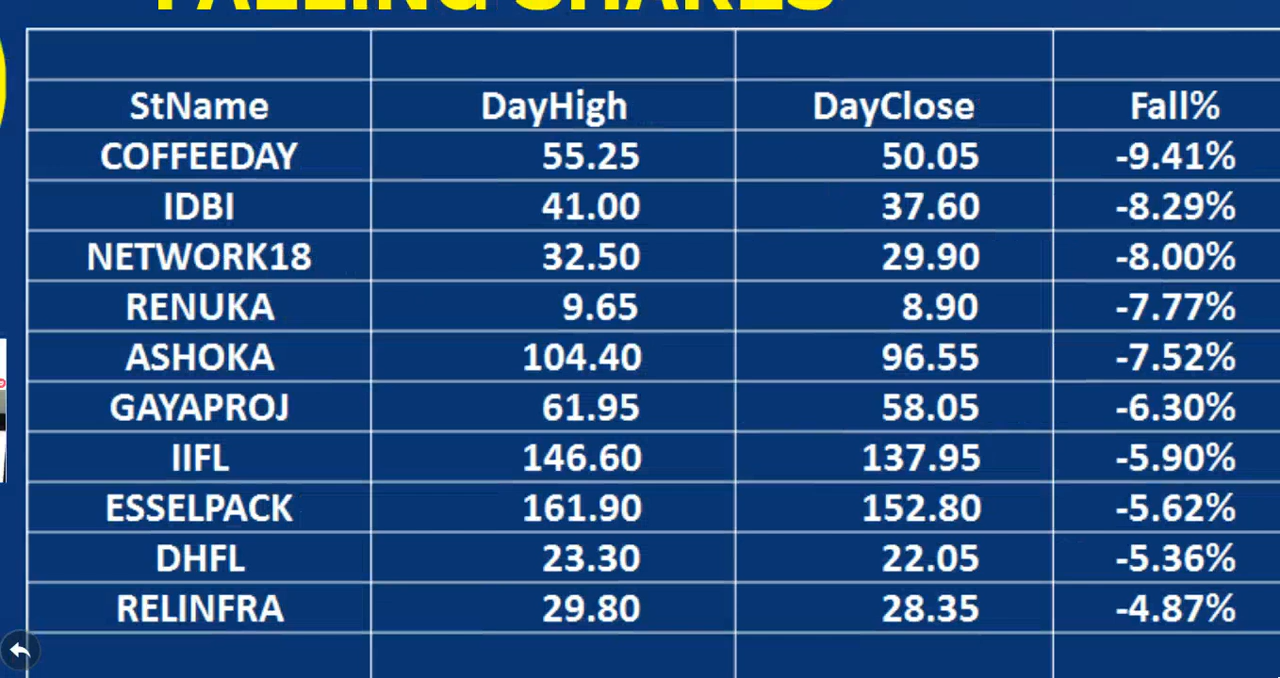 FALLING SHARES
StName DayHigh DayClose Fall%
COFFEEDAY 55.25 50.05 -9.41%
IDBI 41.00 37.60 -8.29%
NETWORK18 32.50 29.90 -8.00%
RENUKA 9.65 8.90 -7.77%
ASHOKA 104.40 96.55 -7.52%
GAYAPROJ 61.95 58.05 -6.30%
IIFL 146.60 137.95 -5.90%
ESSELPACK 161.90 152.80 -5.62%
DHFL 23.30 22.05 -5.36%
RELINFRA 29.80 28.35 -4.87%